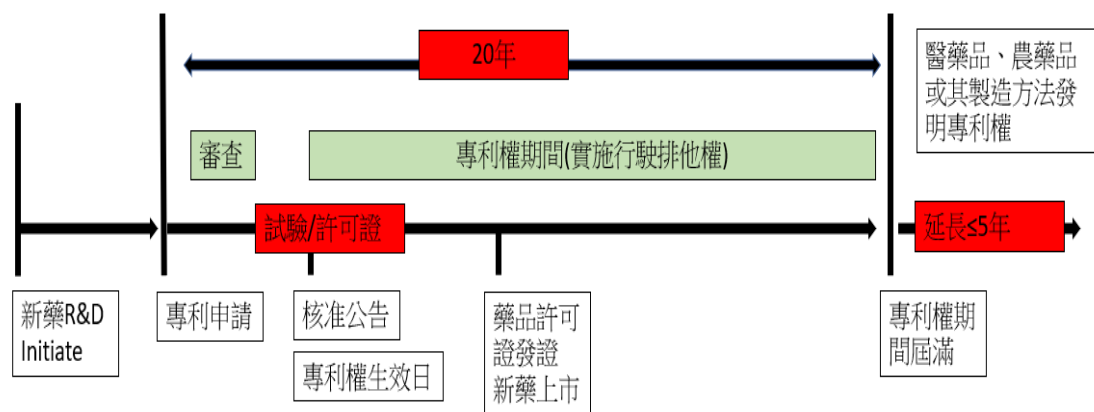 20年
醫藥品、農藥品
或其製造方法發
明專利權
審查
專利權期間(實施行駛排他權)
試驗/許可證
延長≤5年
新藥R&D
Initiate
專利申請
核准公告
專利權生效日
藥品許可
證發證
新藥上市
專利權期
間屆滿